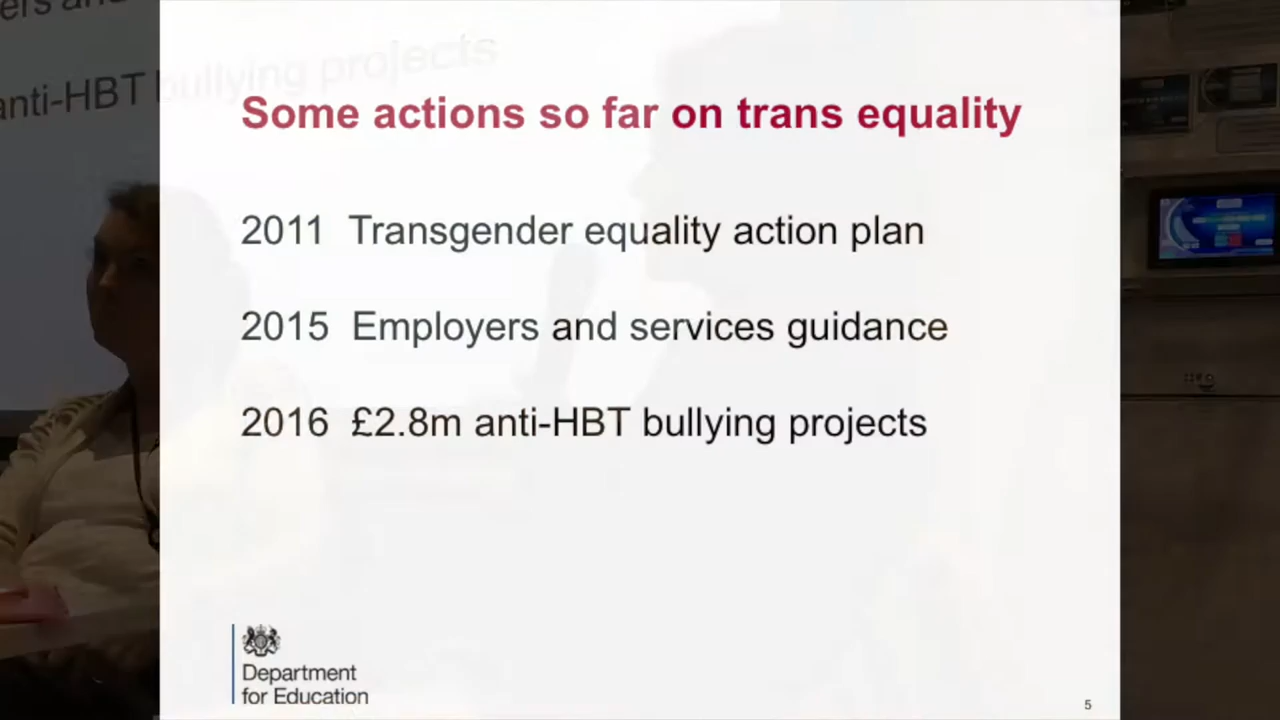 anti-HBT bullying projects
Some actions so far on trans equality
2011 Transgender equality action plan
2015 Employers and services guidance
2016 £2.8m anti-HBT bullying projects
Department
for Education
5